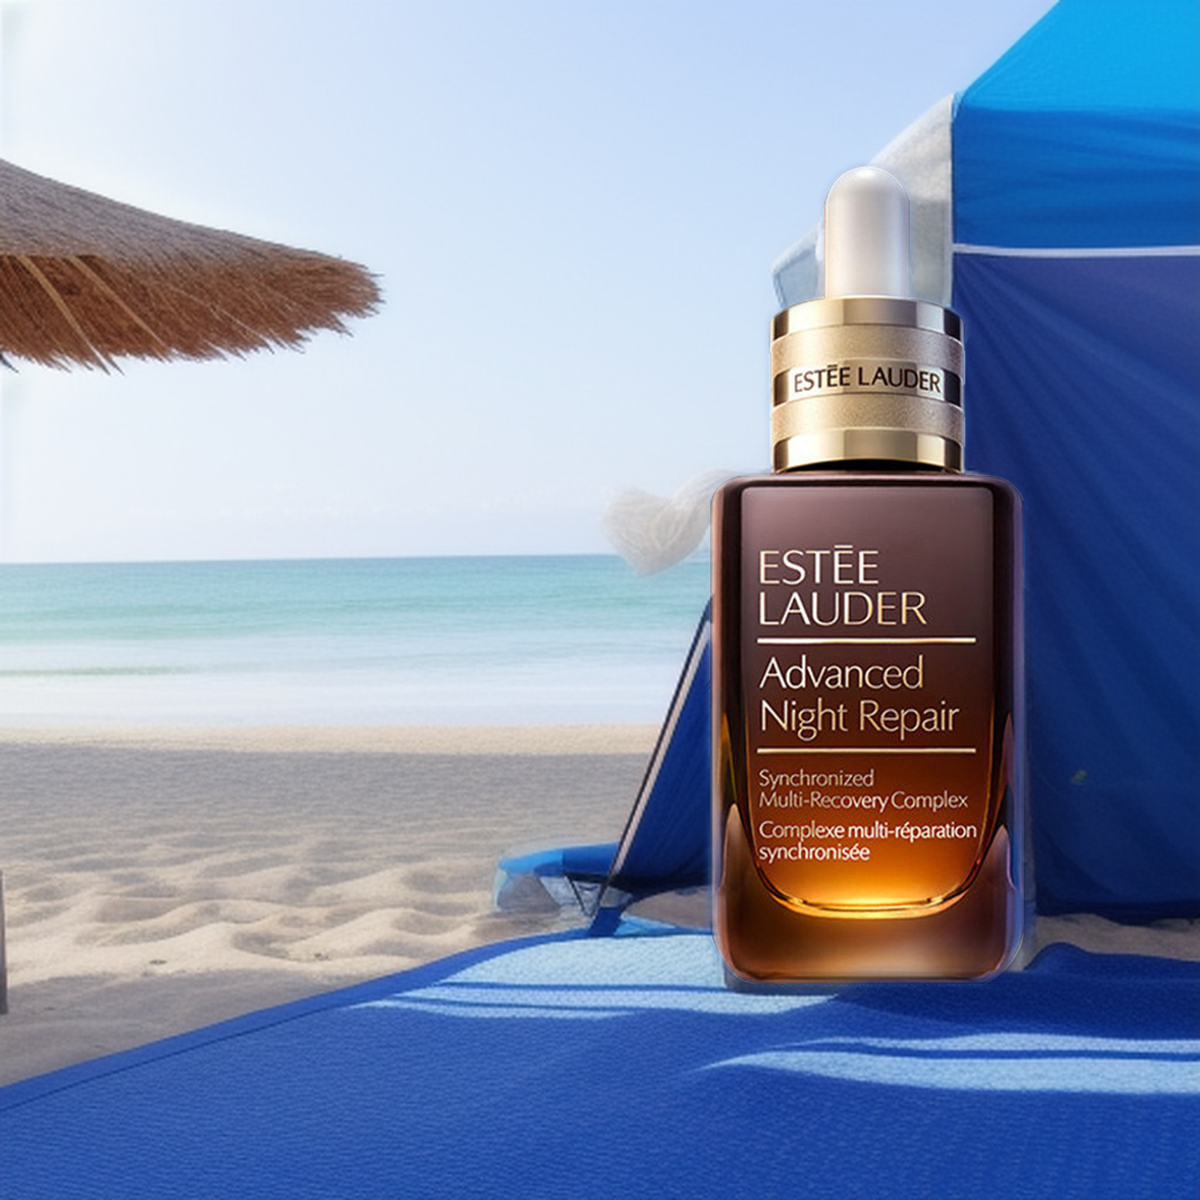 ESTĒE LAUDER
ESTĒE
LAUDER
Advanced
Night Repair
Synchronized
Multi-Recovery Complex
Complexe multi-réparation
synchronisée